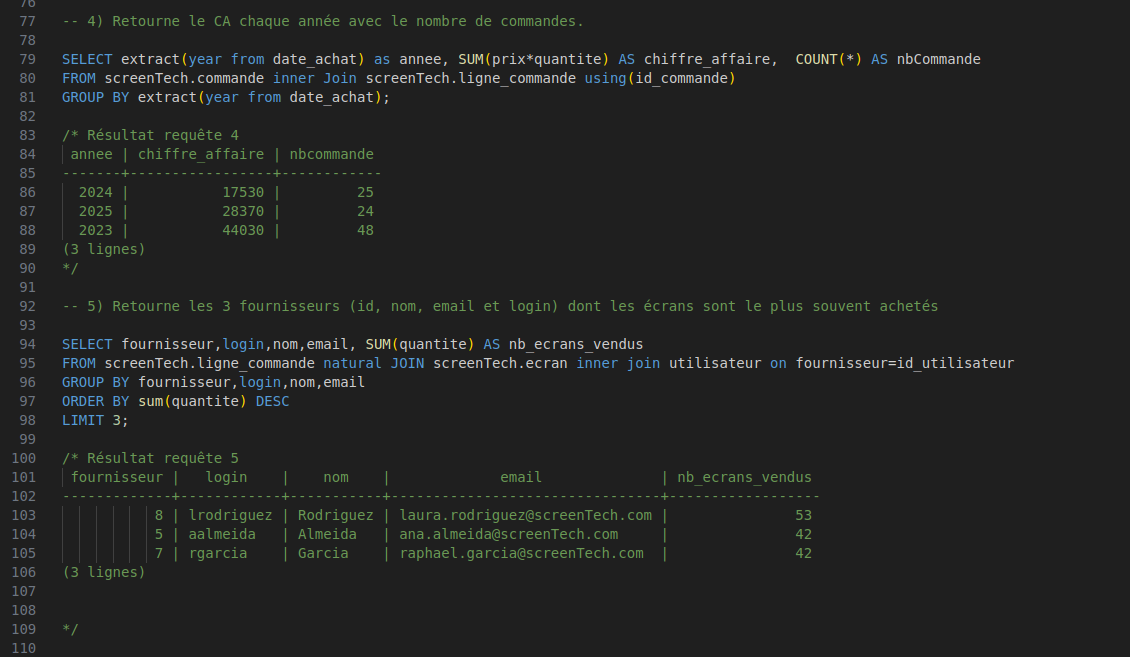 76
77 -- 4) Retourne le CA chaque année avec le nombre de commandes.
78
79 SELECT extract(year from date_achat) as annee, SUM(prix*quantite) AS chiffre_affaire,  COUNT(*) AS nbCommande
80 FROM screenTech.commande inner Join screenTech.ligne_commande using(id_commande)
81 GROUP BY extract(year from date_achat);
82
83 /* Résultat requête 4
84  annee | chiffre_affaire | nbcommande
85 -------+-----------------+------------
86   2024 |           17530 |         25
87   2025 |           28370 |         24
88   2023 |           44030 |         48
89 (3 lignes)
90 */
91
92 -- 5) Retourne les 3 fournisseurs (id, nom, email et login) dont les écrans sont le plus souvent achetés
93
94 SELECT fournisseur,login,nom,email, SUM(quantite) AS nb_ecrans_vendus
95 FROM screenTech.ligne_commande natural JOIN screenTech.ecran inner join utilisateur on fournisseur=id_utilisateur
96 GROUP BY fournisseur,login,nom,email
97 ORDER BY sum(quantite) DESC
98 LIMIT 3;
99
100 /* Résultat requête 5
101  fournisseur |   login    |    nom    |             email              | nb_ecrans_vendus
102 -------------+------------+-----------+--------------------------------+------------------
103            8 | lrodriguez | Rodriguez | laura.rodriguez@screenTech.com |               53
104            5 | aalmeida   | Almeida   | ana.almeida@screenTech.com     |               42
105            7 | rgarcia    | Garcia    | raphael.garcia@screenTech.com  |               42
106 (3 lignes)
107
108
109 */
110